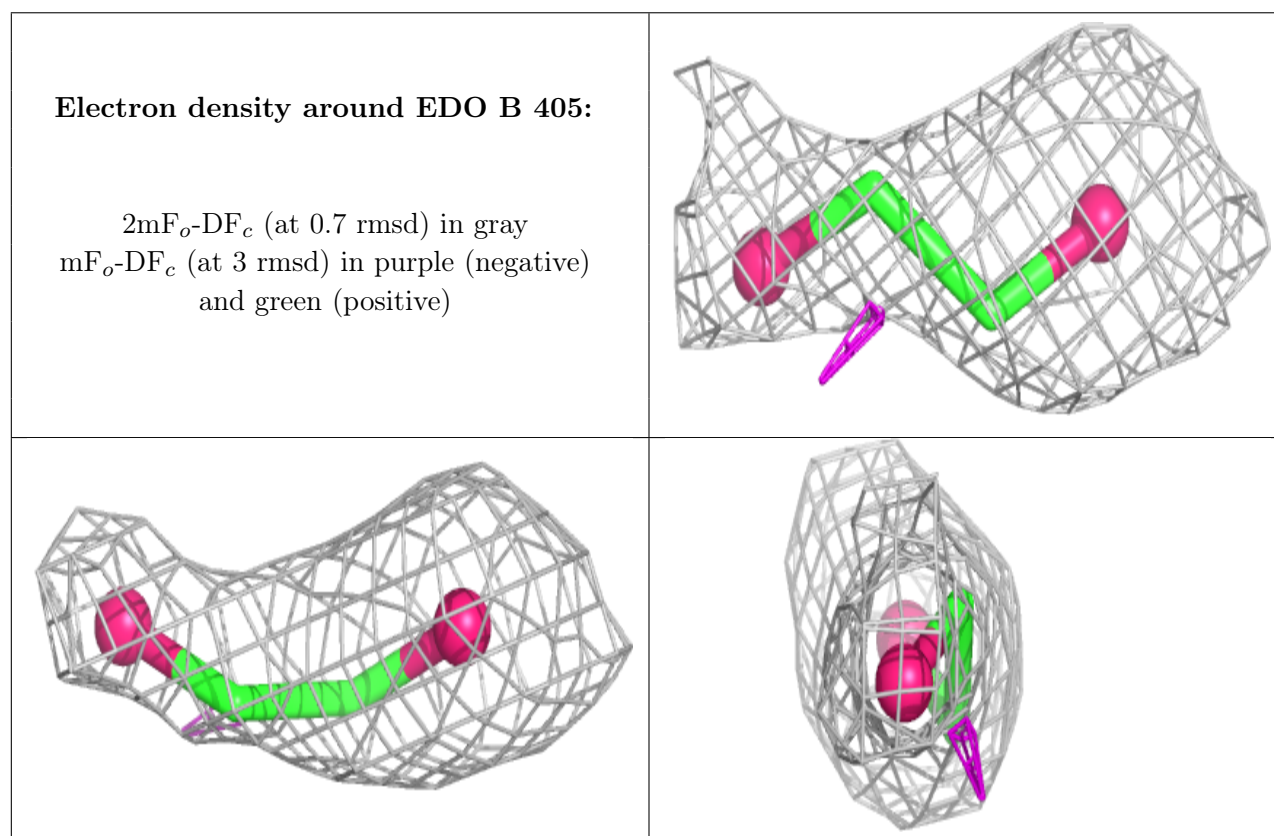 Electron density around EDO B 405:
2mFo-DFc (at 0.7 rmsd) in gray
mFo-DFc (at 3 rmsd) in purple (negative)
and green (positive)